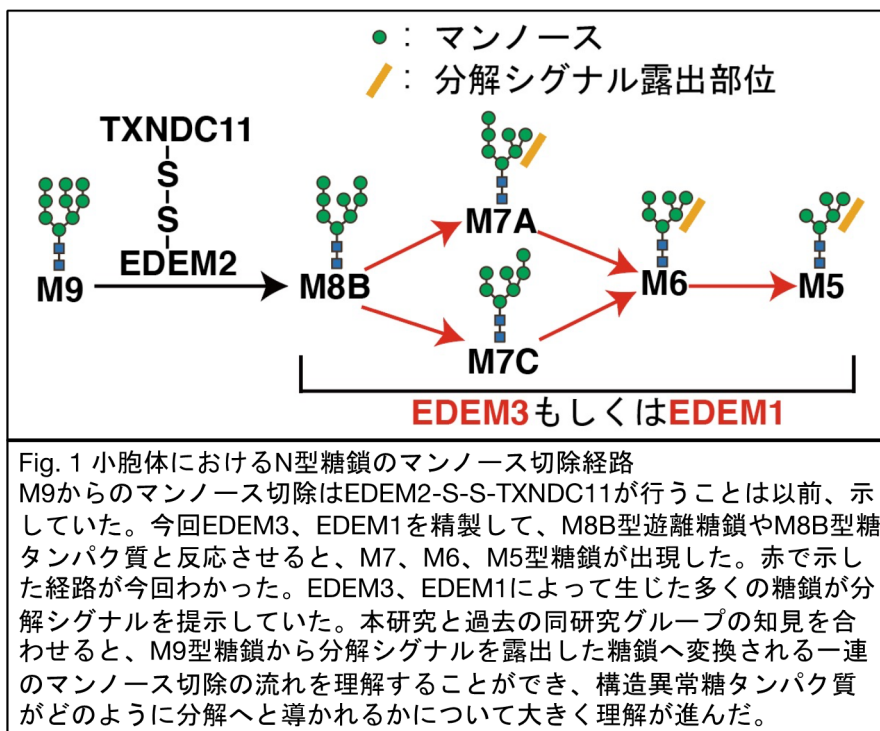 ：マンノース
：分解シグナル露出部位
TXNDC11
S
S
EDEM2
M9
M8B
M7A
M7C
M6
M5
EDEM3もしくはEDEM1
Fig. 1 小胞体におけるN型糖鎖のマンノース切除経路
M9からのマンノース切除はEDEM2-S-S-TXNDC11が行うことは以前、示
していた。今回EDEM3、EDEM1を精製して、M8B型遊離糖鎖やM8B型糖
タンパク質と反応させると、M7、M6、M5型糖鎖が出現した。赤で示し
た経路が今回わかった。EDEM3、EDEM1によって生じた多くの糖鎖が分
解シグナルを提示していた。本研究と過去の同研究グループの知見を合
わせると、M9型糖鎖から分解シグナルを露出した糖鎖へ変換される一連
のマンノース切除の流れを理解することができ、構造異常糖タンパク質
がどのように分解へと導かれるかについて大きく理解が進んだ。